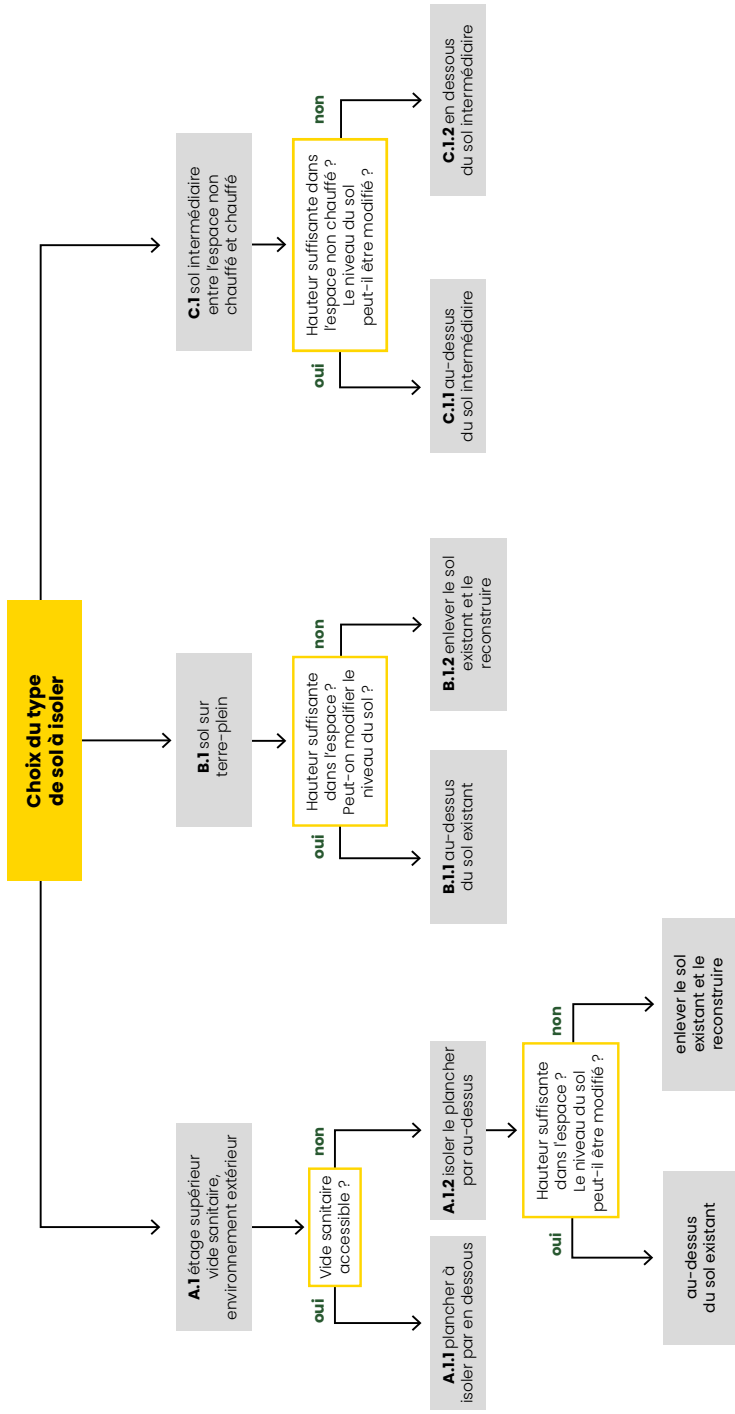 Choix du type
de sol à isoler
A.1 étage supérieur
vide sanitaire,
environnement extérieur
Vide sanitaire
accessible ?
oui
non
A.1.1 plancher à
isoler par en dessous
A.1.2 isoler le plancher
par au-dessus
Hauteur suffisante
dans l'espace ?
Le niveau du sol
peut-il être modifié ?
oui
non
au-dessus
du sol existant
enlever le sol
existant et le
reconstruire
B.1 sol sur
terre-plein
Hauteur suffisante
dans l'espace ?
Peut-on modifier le
niveau du sol ?
oui
non
B.1.1 au-dessus
du sol existant
B.1.2 enlever le sol
existant et le
reconstruire
C.1 sol intermédiaire
entre l'espace non
chauffé et chauffé
Hauteur suffisante dans
l'espace non chauffé ?
Le niveau du sol
peut-il être modifié ?
oui
non
C.1.1 au-dessus
du sol intermédiaire
C.1.2 en dessous
du sol intermédiaire